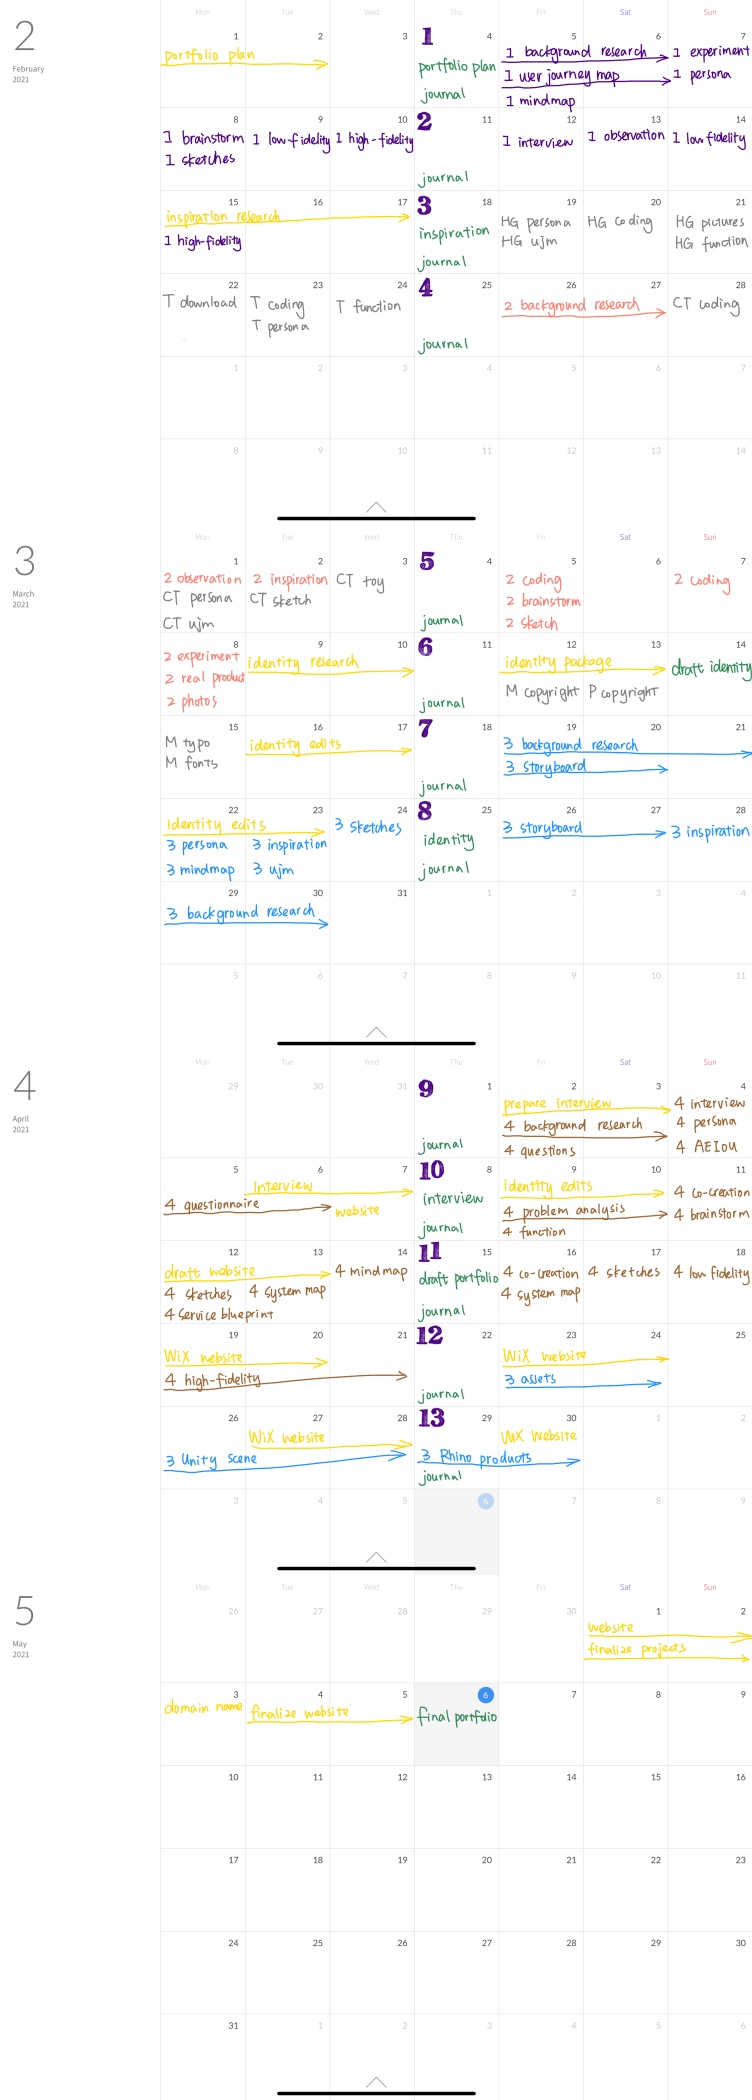 Mon Tue Wed Thu Fri Sat Sun
2
February
2021
1 2 3 1 4 5 6 7
portfolio plan portfolio plan 1 background research 1 experiment
1 user journey map 1 persona
journal 1 mindmap
8 9 10 2 11 12 13 14
1 brainstorm 1 low-fidelity 1 high-fidelity 1 interview 1 observation 1 low fidelity
1 sketches
journal
15 16 17 3 18 19 20 21
inspiration research inspiration HG persona HG coding HG pictures
1 high-fidelity HG ujm HG function
journal
22 23 24 4 25 26 27 28
T download T coding T function 2 background research CT coding
T persona
journal
1 2 3 4 5 6 7
8 9 10 11 12 13 14
Mon Tue Wed Thu Fri Sat Sun
3
March
2021
1 2 3 5 4 5 6 7
2 observation 2 inspiration CT toy 2 coding 2 coding
CT persona CT sketch 2 brainstorm
CT ujm journal 2 sketch
8 9 10 6 11 12 13 14
2 experiment identity research identity package draft identity
2 real product M copyright P copyright
2 photos journal
15 16 17 7 18 19 20 21
M typo identity edits 3 background research
M fonts 3 storyboard
journal
22 23 24 8 25 26 27 28
Identity edits 3 sketches identity 3 storyboard 3 inspiration
3 persona 3 inspiration
3 mindmap 3 ujm journal
29 30 31 1 2 3 4
3 background research
5 6 7 8 9 10 11
Mon Tue Wed Thu Fri Sat Sun
4
April
2021
29 30 31 9 1 2 3 4
prepare interview 4 interview
4 background research 4 persona
journal 4 questions 4 AEIOU
5 6 7 10 8 9 10 11
Interview interview identity edits 4 co-creation
4 questionnaire website 4 problem analysis 4 brainstorm
journal 4 function
12 13 14 11 15 16 17 18
draft website 4 mindmap draft portfolio 4 co-creation 4 sketches 4 low fidelity
4 sketches 4 system map 4 system map
4 service blueprint journal
19 20 21 12 22 23 24 25
WiX website WiX website
4 high-fidelity 3 assets
journal
26 27 28 13 29 30 1 2
WiX website WiX Website
3 Unity scene 3 Rhino products
journal
3 4 5 6 7 8 9
Mon Tue Wed Thu Fri Sat Sun
5
May
2021
26 27 28 29 30 1 2
website
finalize projects
3 4 5 6 7 8 9
domain name finalize website final portfolio
10 11 12 13 14 15 16
17 18 19 20 21 22 23
24 25 26 27 28 29 30
31 1 2 3 4 5 6